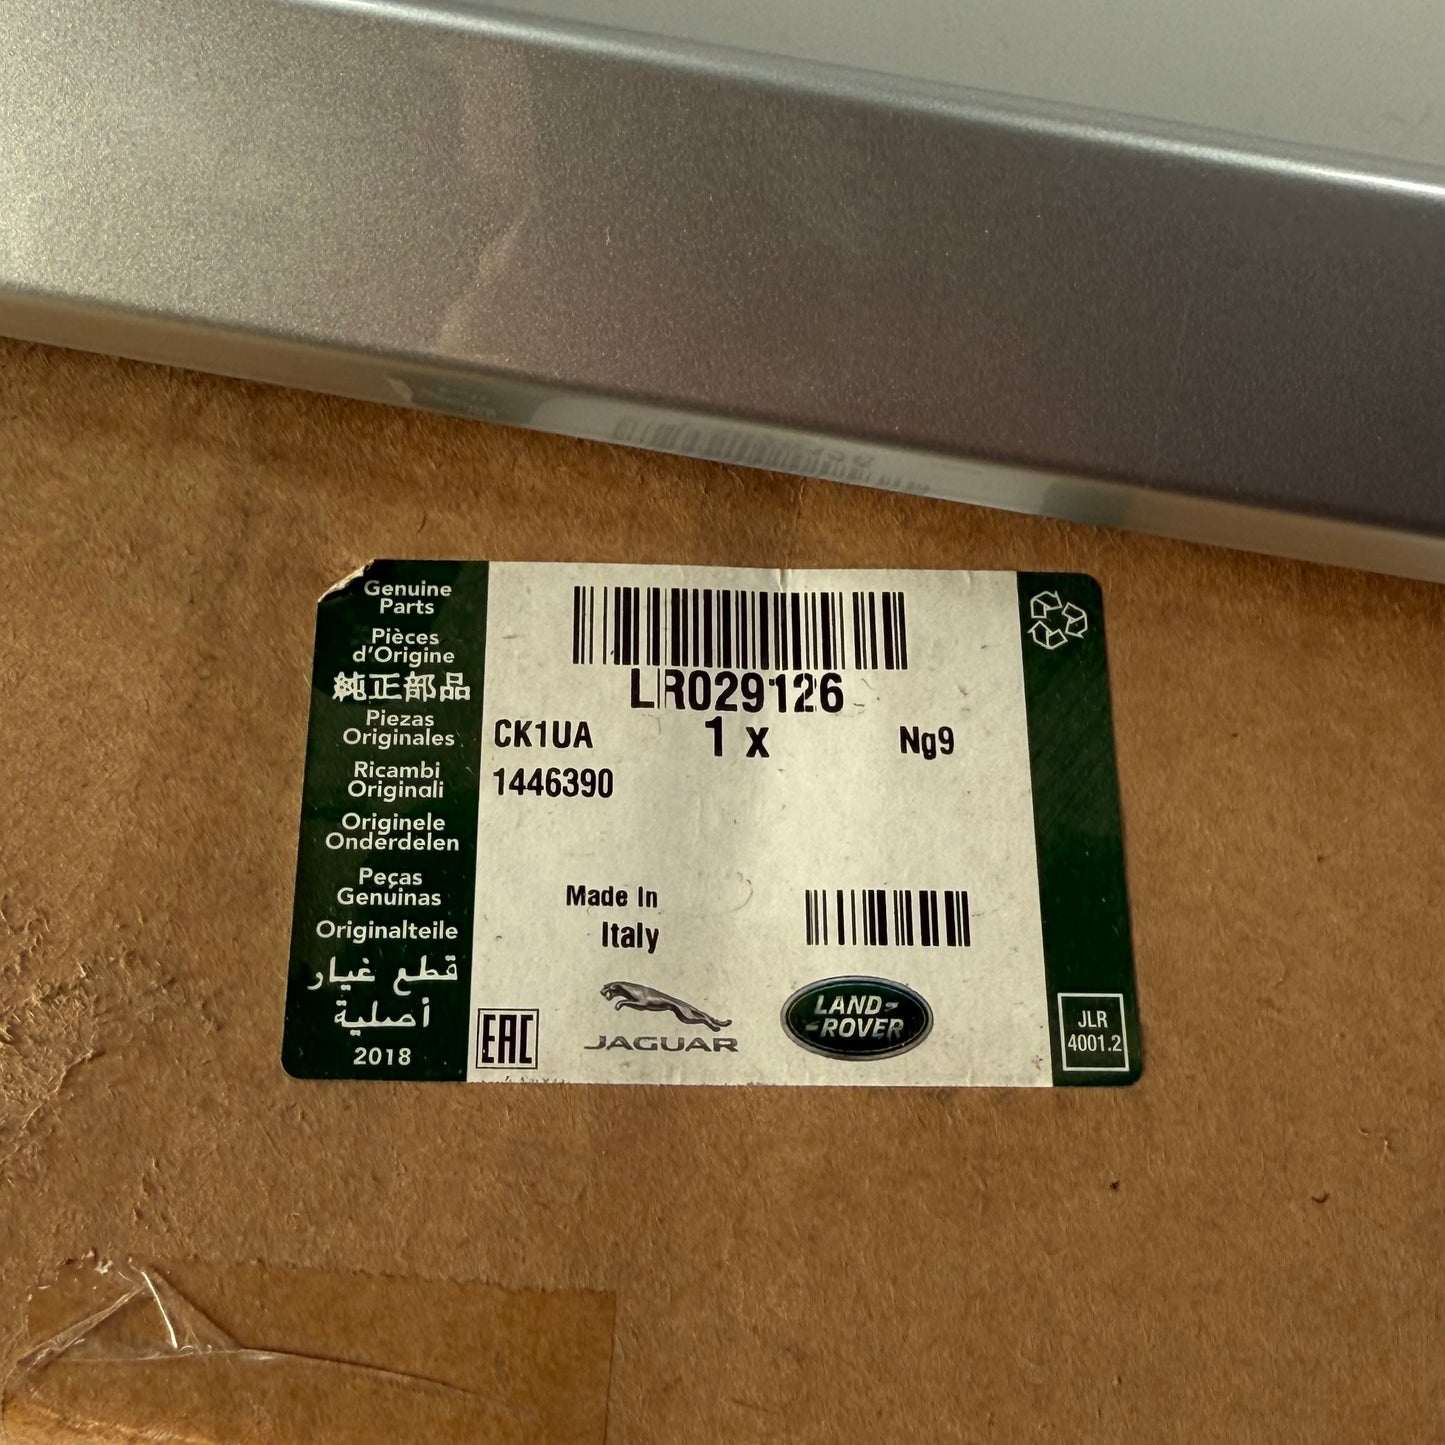 Genuine
Parts
Pièces
d'Origine
純正部品
Piezas
Originales
Ricambi
Originali
Originele
Onderdelen
Peças
Genuínas
Originalteile
قطع غيار
أصلية
2018
LR029126
CK1UA 1 x Ng9
1446390
Made In
Italy
EAC
JAGUAR
LAND-
-ROVER
JLR
4001.2